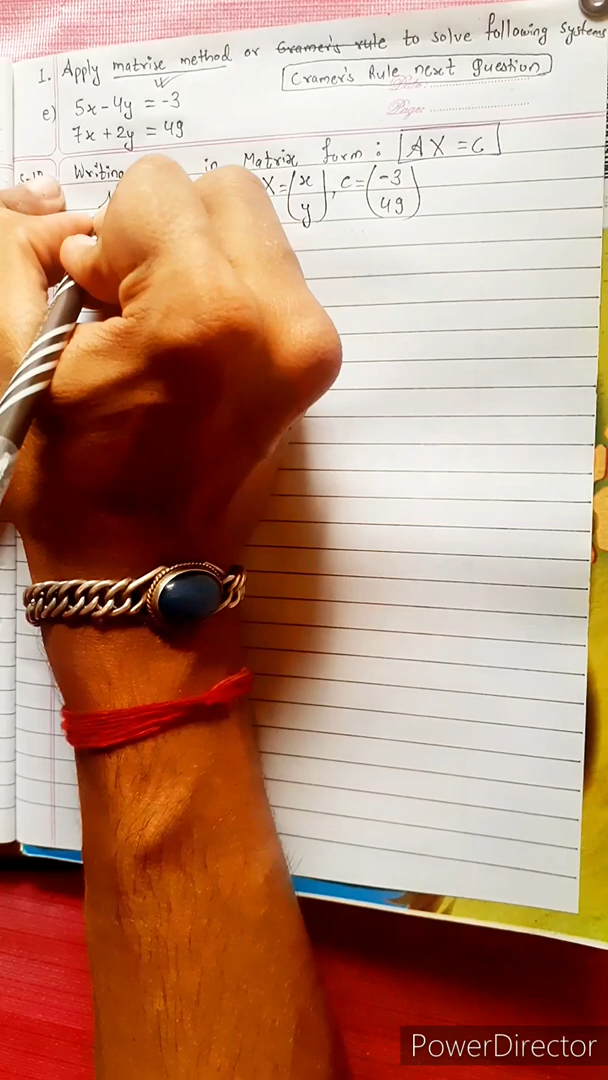 1. Apply matrix method or Cramer's rule to solve following systems
Cramer's Rule next question
e) 5x - 4y = -3
7x + 2y = 49
Date:
Page:
Writing in Matrix form : AX = C
X = (x y), C = (-3 49)
PowerDirector